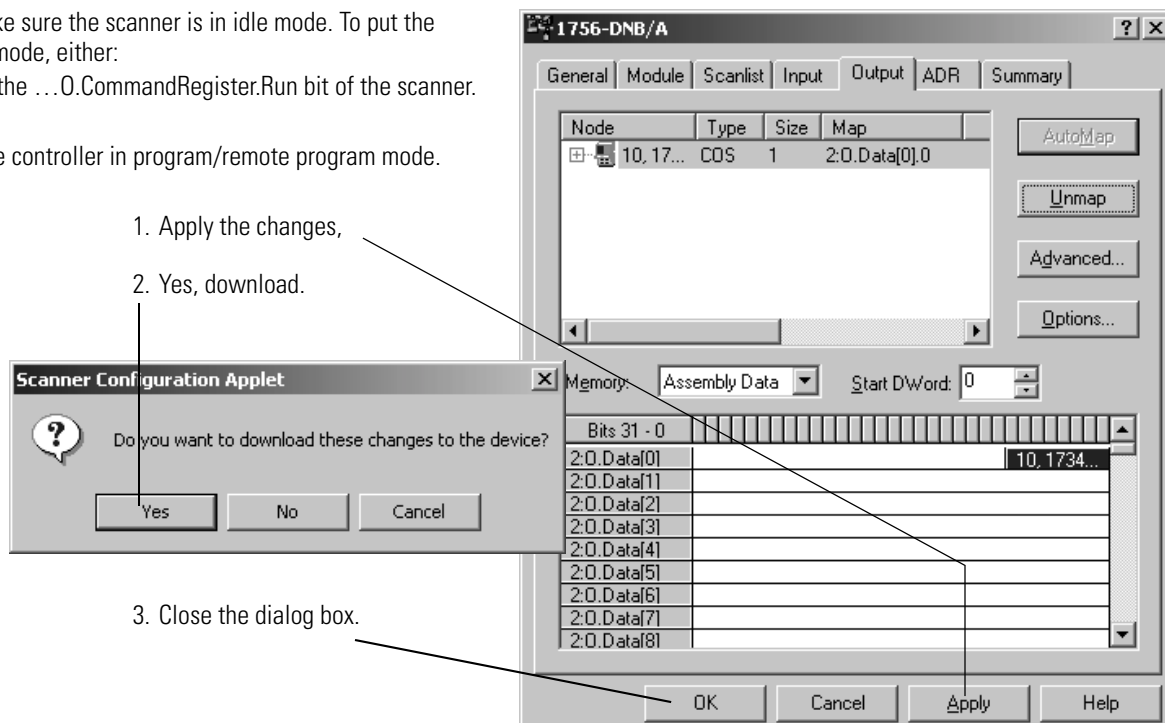 ke sure the scanner is in idle mode. To put the
mode, either:
the …O.CommandRegister.Run bit of the scanner.
e controller in program/remote program mode.
1. Apply the changes,
2. Yes, download.
3. Close the dialog box.
Scanner Configuration Applet
Do you want to download these changes to the device?
Yes No Cancel
1756-DNB/A
General Module Scanlist Input Output ADR Summary
Node Type Size Map
10, 17... COS 1 2:O.Data[0].0
AutoMap
Unmap
Advanced...
Options...
Memory: Assembly Data Start DWord: 0
Bits 31 - 0
2:O.Data[0] 10, 1734...
2:O.Data[1]
2:O.Data[2]
2:O.Data[3]
2:O.Data[4]
2:O.Data[5]
2:O.Data[6]
2:O.Data[7]
2:O.Data[8]
OK Cancel Apply Help